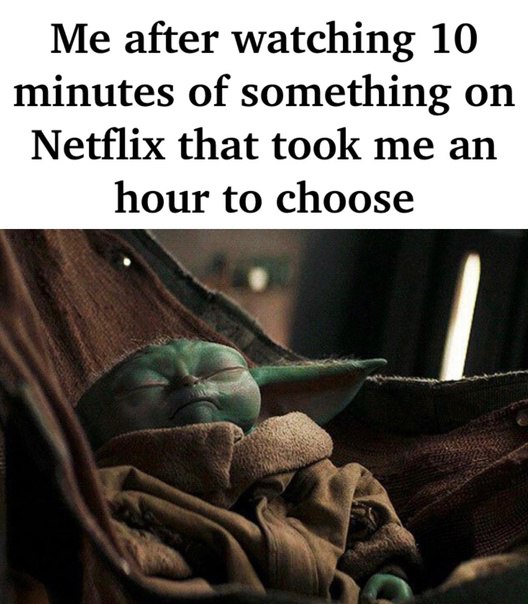 Me after watching 10
minutes of something on
Netflix that took me an
hour to choose